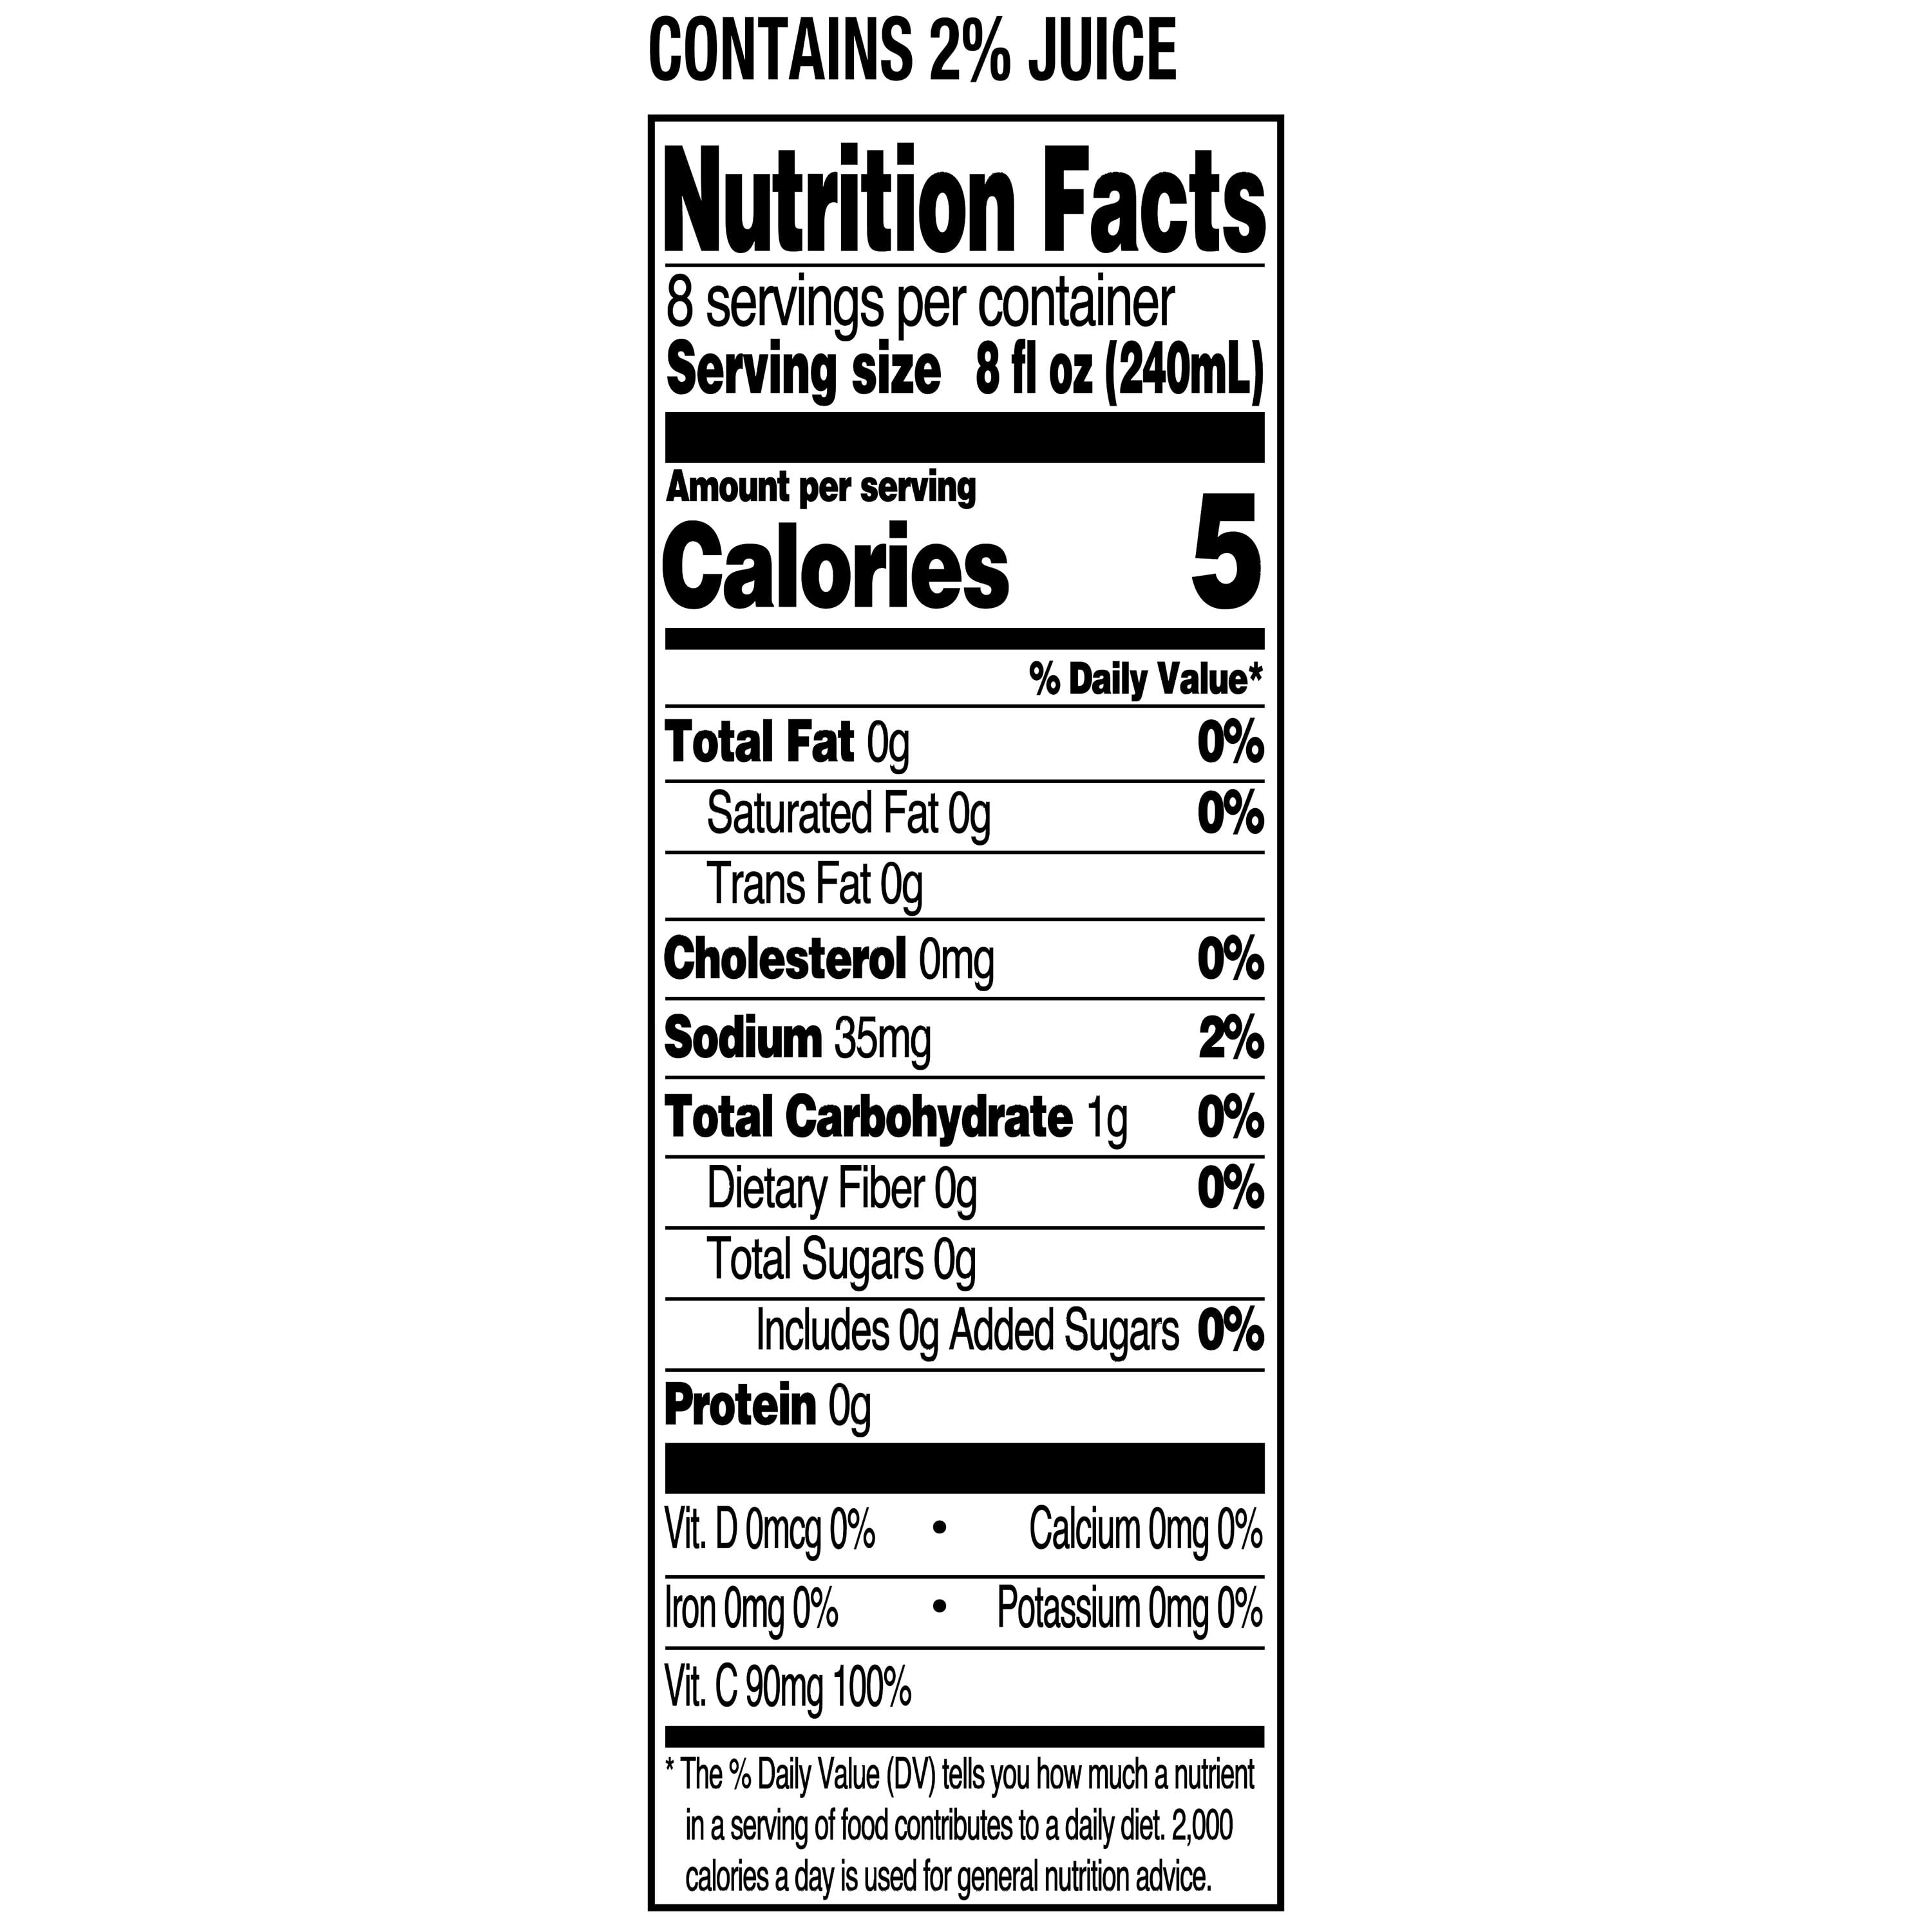 CONTAINS 2% JUICE
Nutrition Facts
8 servings per container
Serving size 8 fl oz (240mL)
Amount per serving
Calories 5
% Daily Value*
Total Fat 0g 0%
Saturated Fat 0g 0%
Trans Fat 0g
Cholesterol 0mg 0%
Sodium 35mg 2%
Total Carbohydrate 1g 0%
Dietary Fiber 0g 0%
Total Sugars 0g
Includes 0g Added Sugars 0%
Protein 0g
Vit. D 0mcg 0% • Calcium 0mg 0%
Iron 0mg 0% • Potassium 0mg 0%
Vit. C 90mg 100%
* The % Daily Value (DV) tells you how much a nutrient
in a serving of food contributes to a daily diet. 2,000
calories a day is used for general nutrition advice.